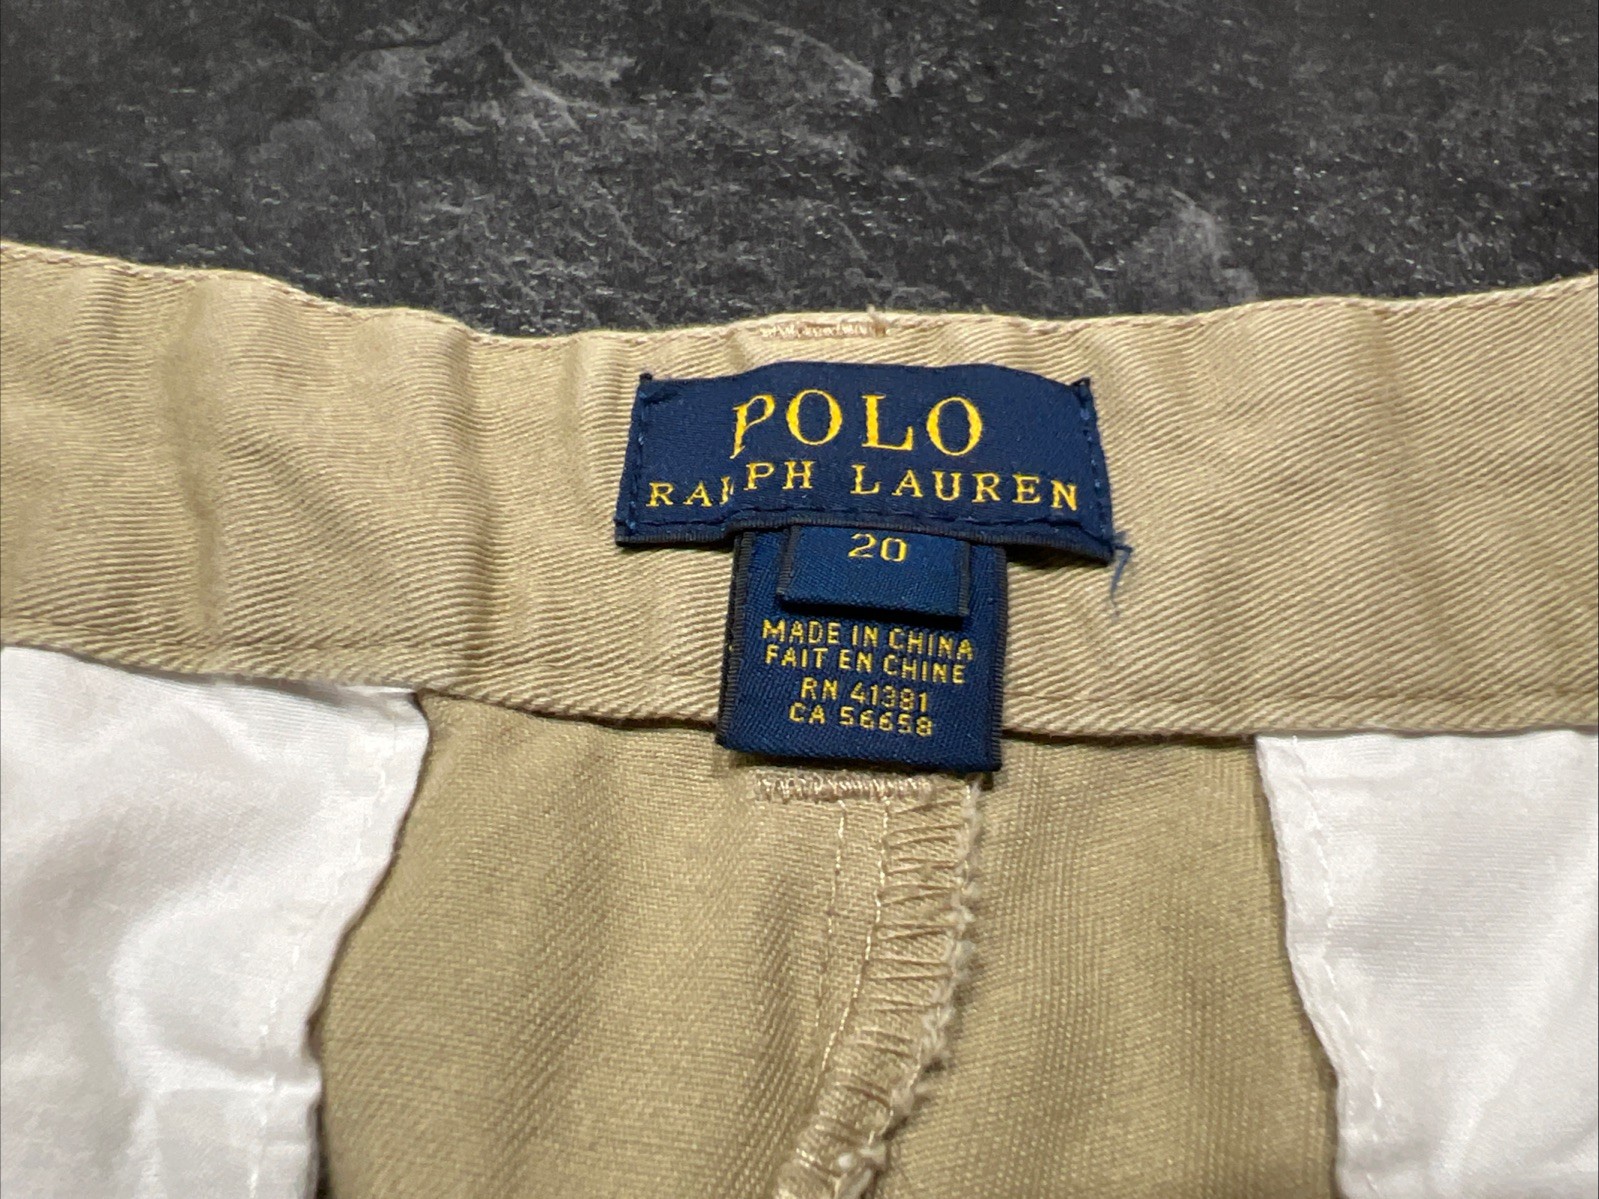 POLO
RALPH LAUREN
20
MADE IN CHINA
FAIT EN CHINE
RN 41381
CA 56658